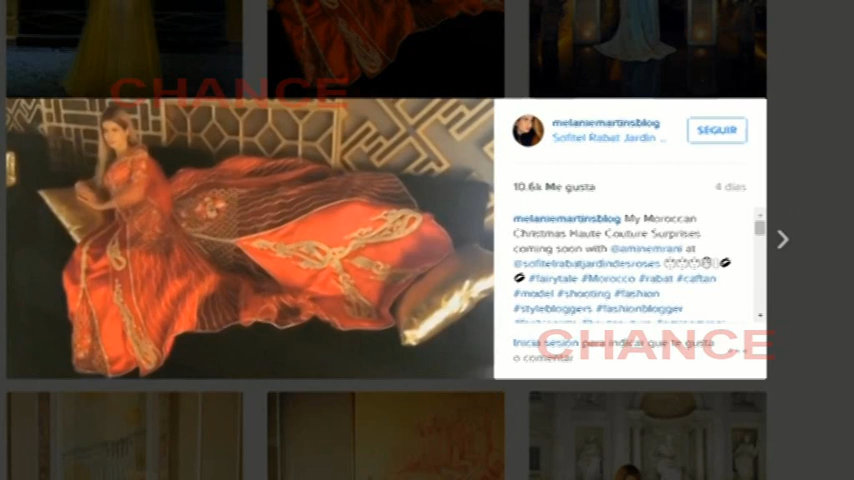 CHANCE
melaniemartinsblog
Sofitel Rabat Jardin ...
SEGUIR
10.6k Me gusta
4 días
melaniemartinsblog My Moroccan
Christmas Haute Couture Surprises
coming soon with @aminemrani at
@sofitelrabatjardindesroses
#fairytale #Morocco #rabat #caftan
#model #shooting #fashion
#stylebloggers #fashionblogger
CHANCE
Inicia sesión para indicar que te gusta
o comentar